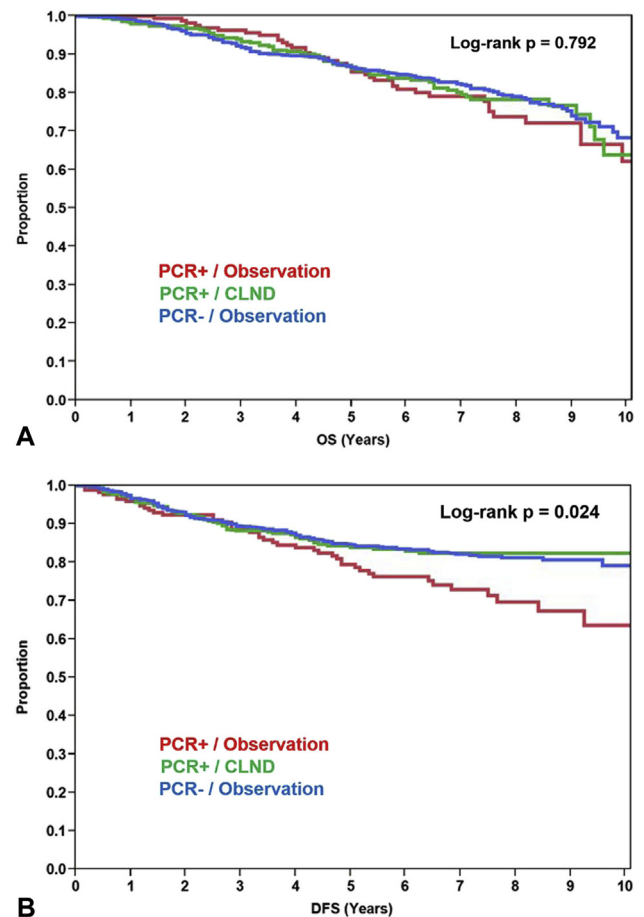 1.0
0.9
0.8
0.7
0.6
0.5
0.4
0.3
0.2
0.1
0.0
Proportion
Log-rank p = 0.792
PCR+ / Observation
PCR+ / CLND
PCR- / Observation
0 1 2 3 4 5 6 7 8 9 10
OS (Years)
A
1.0
0.9
0.8
0.7
0.6
0.5
0.4
0.3
0.2
0.1
0.0
Proportion
Log-rank p = 0.024
PCR+ / Observation
PCR+ / CLND
PCR- / Observation
0 1 2 3 4 5 6 7 8 9 10
DFS (Years)
B